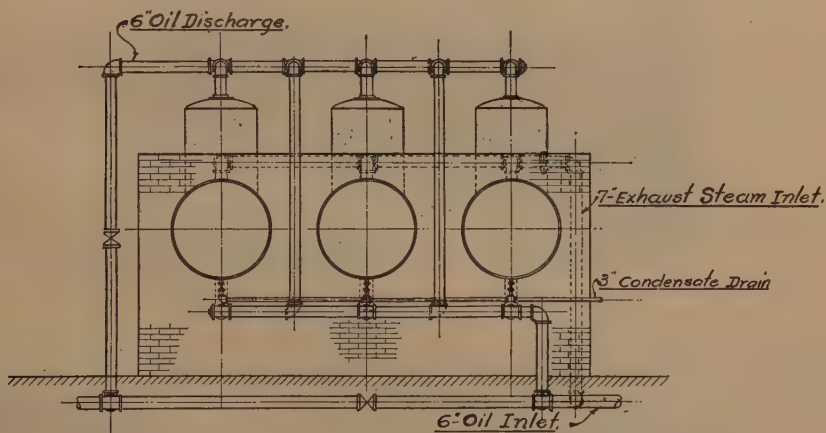 6" Oil Discharge.
7" Exhaust Steam Inlet.
3" Condensate Drain
6" Oil Inlet.